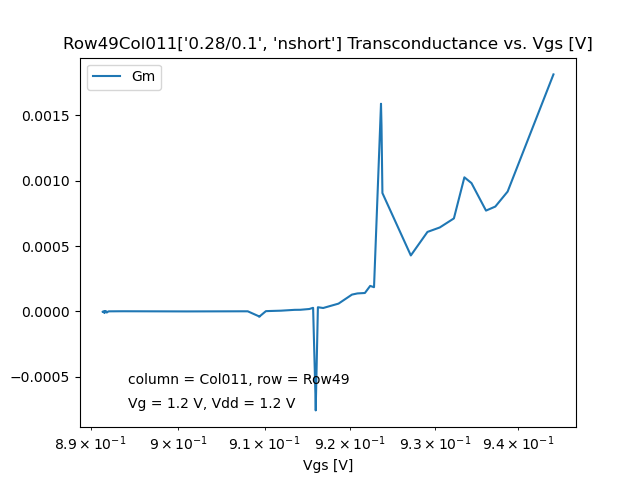 Row49Col011['0.28/0.1', 'nshort'] Transconductance vs. Vgs [V]
Gm
0.0015
0.0010
0.0005
0.0000
−0.0005
column = Col011, row = Row49
Vg = 1.2 V, Vdd = 1.2 V
8.9 × 10⁻¹ 9 × 10⁻¹ 9.1 × 10⁻¹ 9.2 × 10⁻¹ 9.3 × 10⁻¹ 9.4 × 10⁻¹
Vgs [V]